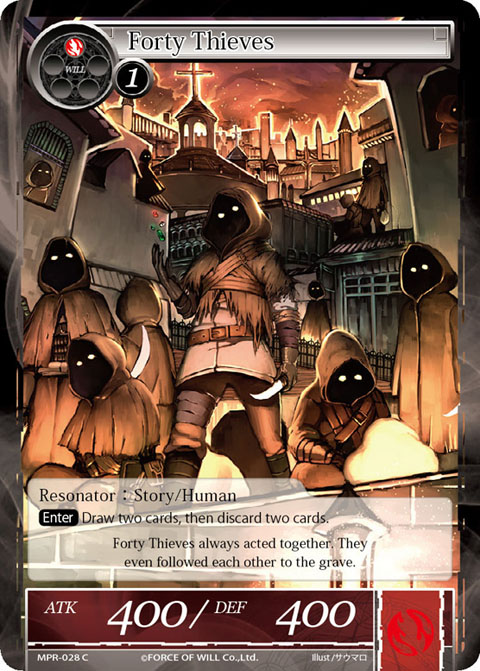 Forty Thieves
WILL
1
Resonator : Story/Human
Enter Draw two cards, then discard two cards.
Forty Thieves always acted together. They
even followed each other to the grave.
ATK 400 / DEF 400
MPR-028 C ©FORCE OF WILL Co.,Ltd. Illust /サウマロ